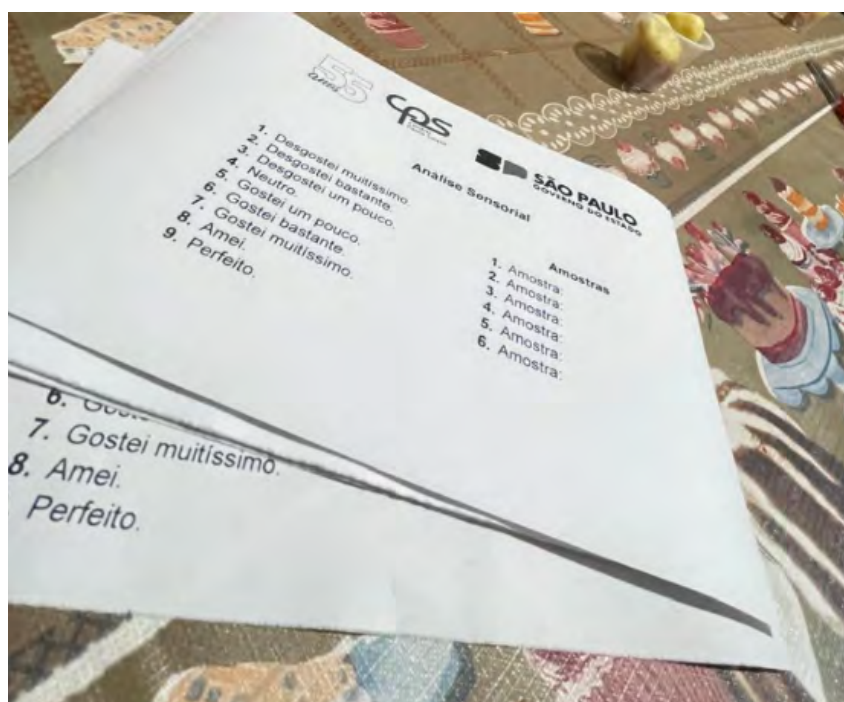 55
anos
cps
SÃO PAULO
GOVERNO DO ESTADO
Análise Sensorial
1. Desgostei muitíssimo.
2. Desgostei bastante.
3. Desgostei um pouco.
4. Neutro.
5. Gostei um pouco.
6. Gostei bastante.
7. Gostei muitíssimo.
8. Amei.
9. Perfeito.
Amostras
1. Amostra:
2. Amostra:
3. Amostra:
4. Amostra:
5. Amostra:
6. Amostra:
6.
7. Gostei muitíssimo.
8. Amei.
Perfeito.